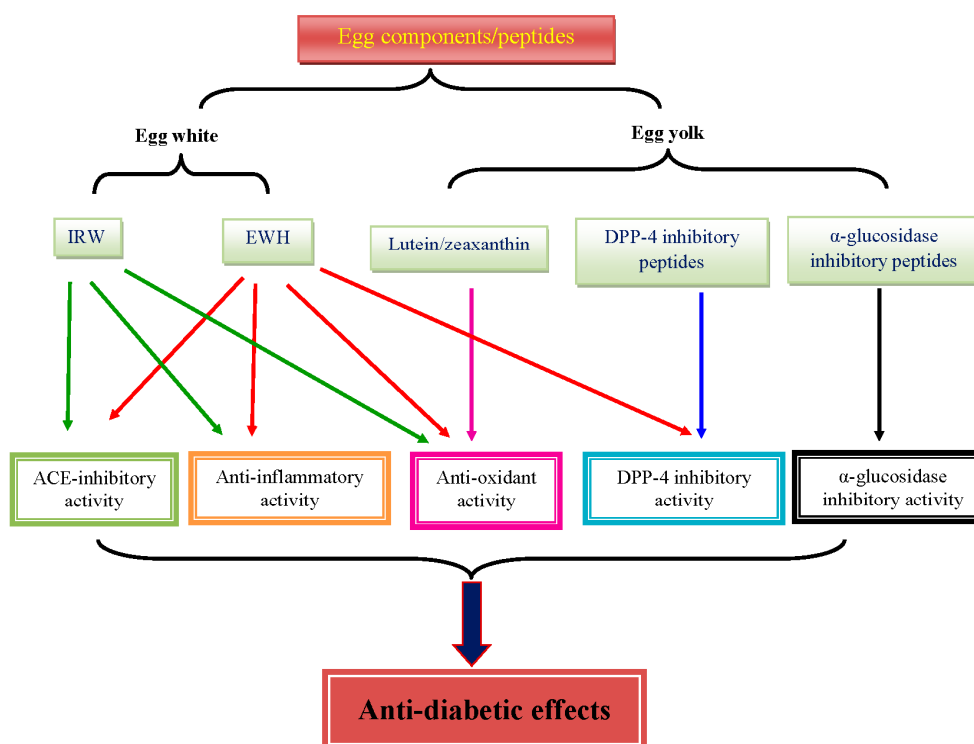 Egg components/peptides
Egg white
Egg yolk
IRW
EWH
Lutein/zeaxanthin
DPP-4 inhibitory
peptides
α-glucosidase
inhibitory peptides
ACE-inhibitory
activity
Anti-inflammatory
activity
Anti-oxidant
activity
DPP-4 inhibitory
activity
α-glucosidase
inhibitory activity
Anti-diabetic effects